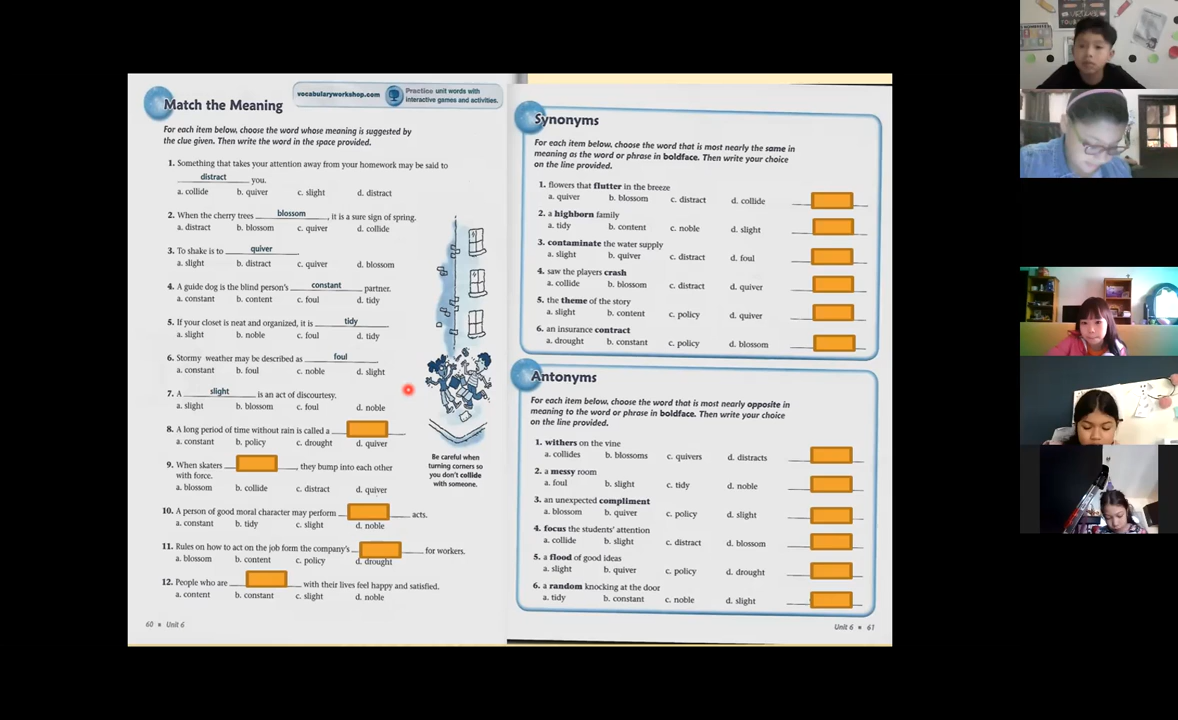 Match the Meaning
vocabularyworkshop.com
Practice unit words with
interactive games and activities.
For each item below, choose the word whose meaning is suggested by
the clue given. Then write the word in the space provided.
1. Something that takes your attention away from your homework may be said to
distract you.
a. collide b. quiver c. slight d. distract
2. When the cherry trees blossom, it is a sure sign of spring.
a. distract b. blossom c. quiver d. collide
3. To shake is to quiver.
a. slight b. distract c. quiver d. blossom
4. A guide dog is the blind person's constant partner.
a. constant b. content c. foul d. tidy
5. If your closet is neat and organized, it is tidy
a. slight b. noble c. foul d. tidy
6. Stormy weather may be described as foul
a. constant b. foul c. noble d. slight
7. A slight is an act of discourtesy.
a. slight b. blossom c. foul d. noble
8. A long period of time without rain is called a
a. constant b. policy c. drought d. quiver
9. When skaters , they bump into each other
with force.
a. blossom b. collide c. distract d. quiver
10. A person of good moral character may perform acts.
a. constant b. tidy c. slight d. noble
11. Rules on how to act on the job form the company's for workers.
a. blossom b. content c. policy d. drought
12. People who are with their lives feel happy and satisfied.
a. content b. constant c. slight d. noble
Be careful when
turning corners so
you don't collide
with someone.
60 • Unit 6
Synonyms
For each item below, choose the word that is most nearly the same in
meaning as the word or phrase in boldface. Then write your choice
on the line provided.
1. flowers that flutter in the breeze
a. quiver b. blossom c. distract d. collide
2. a highborn family
a. tidy b. content c. noble d. slight
3. contaminate the water supply
a. slight b. quiver c. distract d. foul
4. saw the players crash
a. collide b. blossom c. distract d. quiver
5. the theme of the story
a. slight b. content c. policy d. quiver
6. an insurance contract
a. drought b. constant c. policy d. blossom
Antonyms
For each item below, choose the word that is most nearly opposite in
meaning to the word or phrase in boldface. Then write your choice
on the line provided.
1. withers on the vine
a. collides b. blossoms c. quivers d. distracts
2. a messy room
a. foul b. slight c. tidy d. noble
3. an unexpected compliment
a. blossom b. quiver c. policy d. slight
4. focus the students' attention
a. collide b. slight c. distract d. blossom
5. a flood of good ideas
a. slight b. quiver c. policy d. drought
6. a random knocking at the door
a. tidy b. constant c. noble d. slight
Unit 6 • 61